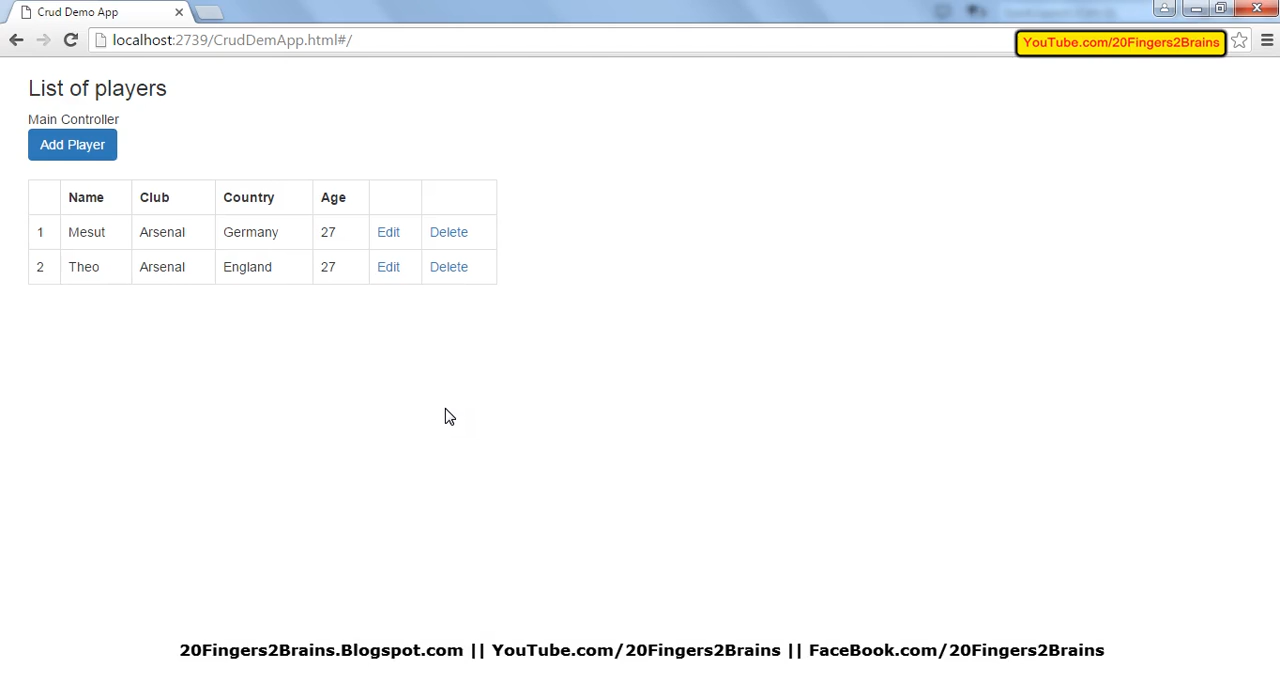 Crud Demo App
localhost:2739/CrudDemApp.html#/
YouTube.com/20Fingers2Brains
List of players
Main Controller
Add Player
Name Club Country Age
1 Mesut Arsenal Germany 27 Edit Delete
2 Theo Arsenal England 27 Edit Delete
20Fingers2Brains.Blogspot.com || YouTube.com/20Fingers2Brains || FaceBook.com/20Fingers2Brains